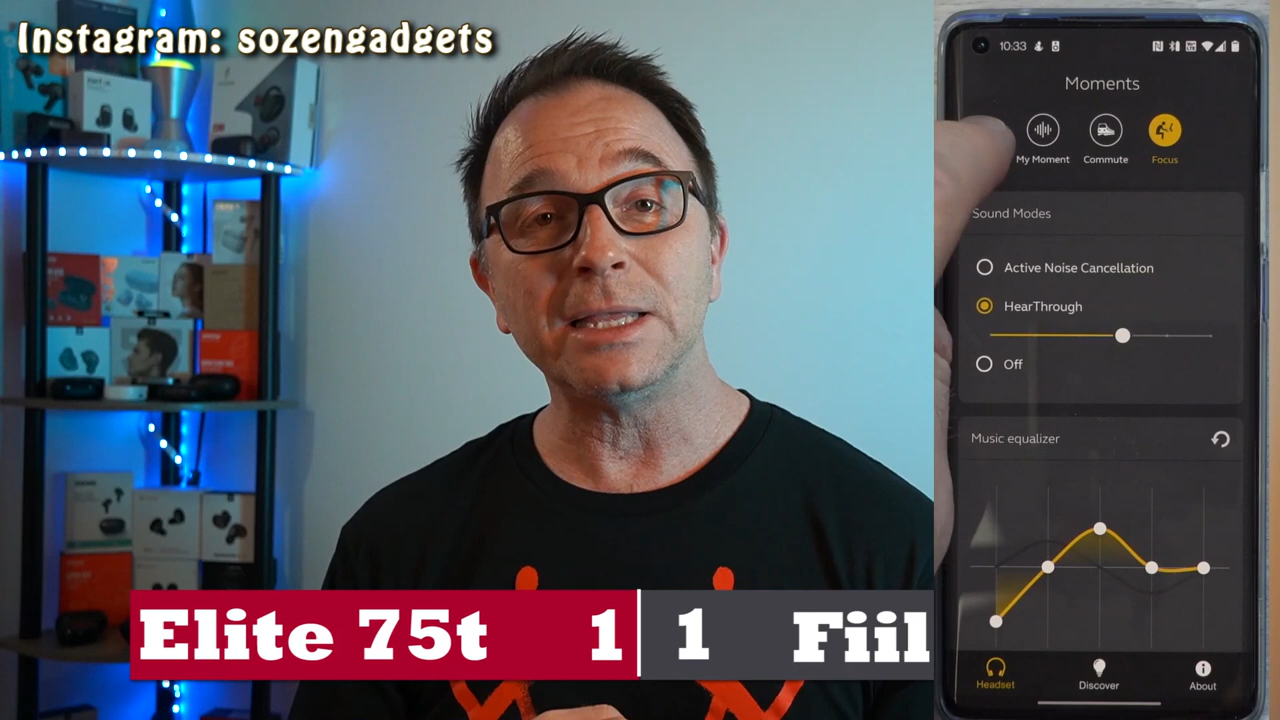 Instagram: sozengadgets
10:33
Moments
My Moment
Commute
Focus
Sound Modes
Active Noise Cancellation
HearThrough
Off
Music equalizer
Elite 75t 1 1 Fiil
Headset
Discover
About